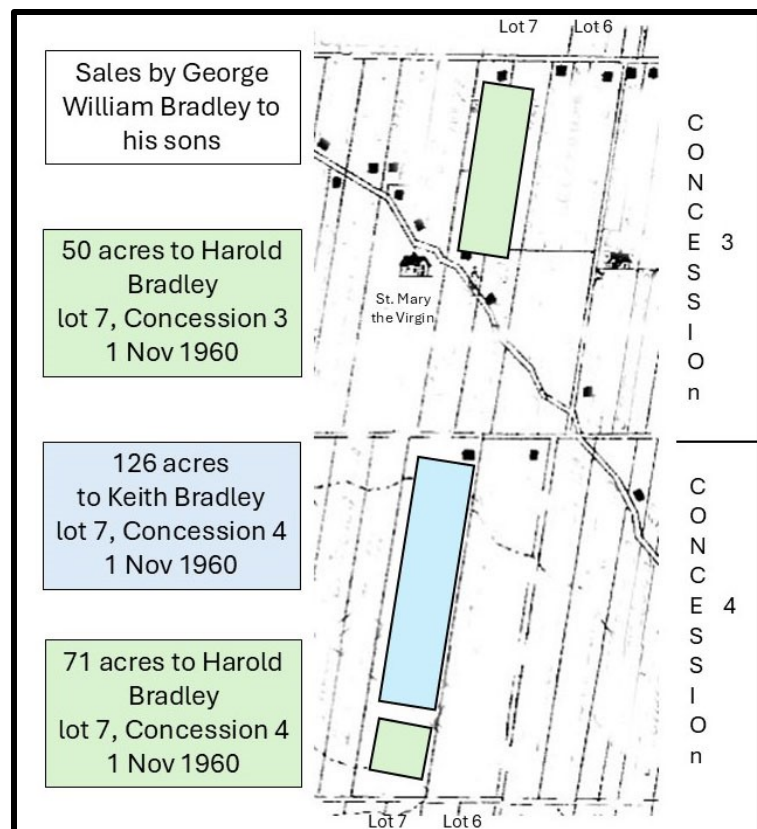 Lot 7 Lot 6
Sales by George
William Bradley to
his sons
50 acres to Harold
Bradley
lot 7, Concession 3
1 Nov 1960
St. Mary
the Virgin
126 acres
to Keith Bradley
lot 7, Concession 4
1 Nov 1960
71 acres to Harold
Bradley
lot 7, Concession 4
1 Nov 1960
CONCESSIOn
3
CONCESSIOn
4
Lot 7 Lot 6